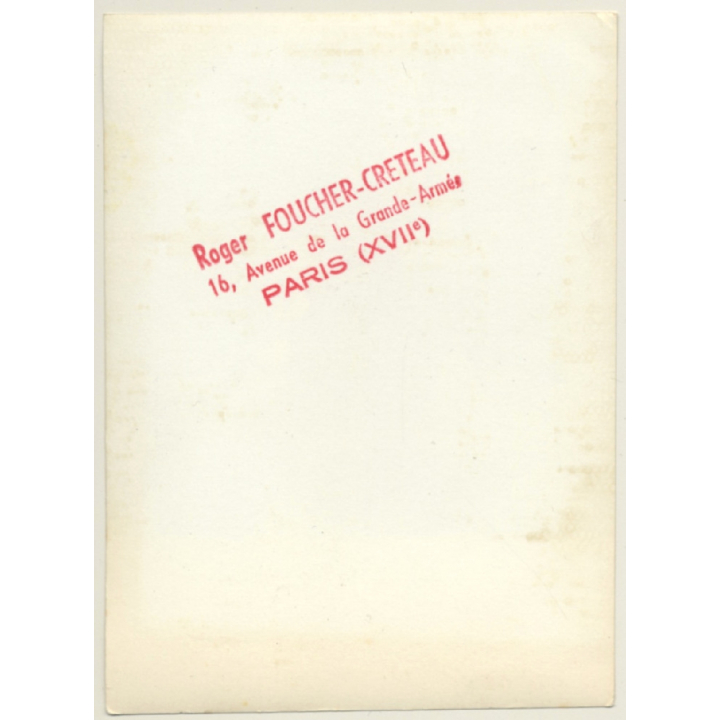 Roger FOUCHER-CRETEAU
16, Avenue de la Grande-Armée
PARIS (XVIIe)